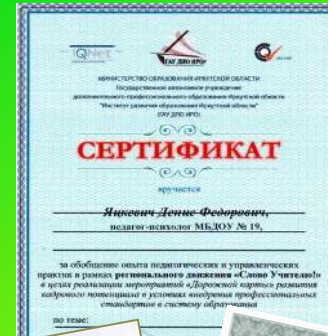 IQNet
ГАУ ДПО ИРО
МИНИСТЕРСТВО ОБРАЗОВАНИЯ ИРКУТСКОЙ ОБЛАСТИ
Государственное автономное учреждение
дополнительного профессионального образования Иркутской области
"Институт развития образования Иркутской области"
(ГАУ ДПО ИРО)
СЕРТИФИКАТ
вручается
Яцкевич Денис Федорович,
педагог-психолог МБДОУ № 19,
за обобщение опыта педагогических и управленческих
практик в рамках регионального движения «Слово Учителю!»
в целях реализации мероприятий «Дорожной карты» развития
кадрового потенциала в условиях внедрения профессиональных
стандартов в систему образования
по теме: